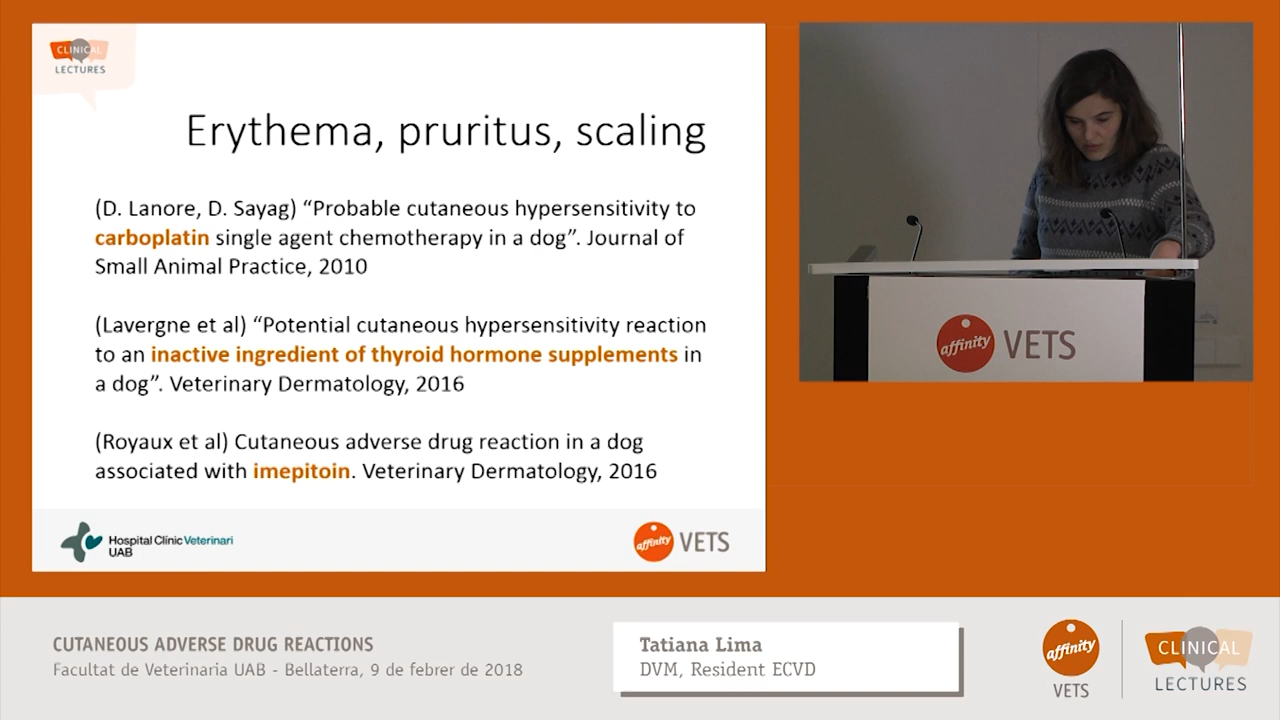 CLINICAL
LECTURES
Erythema, pruritus, scaling
(D. Lanore, D. Sayag) “Probable cutaneous hypersensitivity to
carboplatin single agent chemotherapy in a dog”. Journal of
Small Animal Practice, 2010
(Lavergne et al) “Potential cutaneous hypersensitivity reaction
to an inactive ingredient of thyroid hormone supplements in
a dog”. Veterinary Dermatology, 2016
(Royaux et al) Cutaneous adverse drug reaction in a dog
associated with imepitoin. Veterinary Dermatology, 2016
Hospital Clínic Veterinari
UAB
affinity VETS
affinity VETS
CUTANEOUS ADVERSE DRUG REACTIONS
Facultat de Veterinaria UAB - Bellaterra, 9 de febrer de 2018
Tatiana Lima
DVM, Resident ECVD
affinity
VETS
CLINICAL
LECTURES